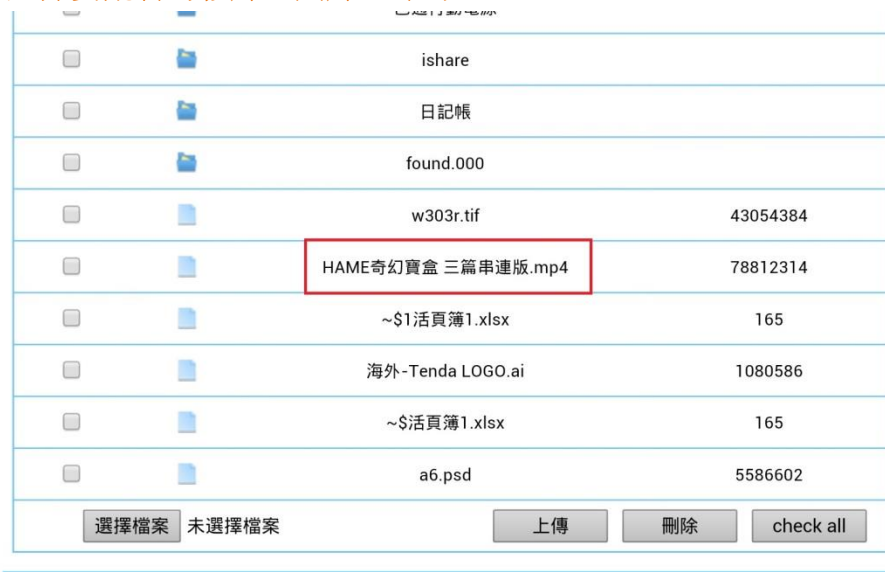 ishare
日記帳
found.000
w303r.tif 43054384
HAME奇幻寶盒 三篇串連版.mp4 78812314
~$1活頁簿1.xlsx 165
海外-Tenda LOGO.ai 1080586
~$活頁簿1.xlsx 165
a6.psd 5586602
選擇檔案 未選擇檔案 上傳 刪除 check all